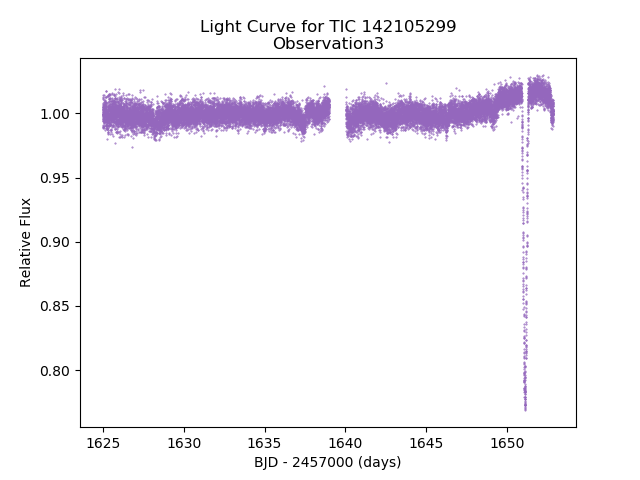 Light Curve for TIC 142105299
Observation3
1.00
0.95
0.90
0.85
0.80
Relative Flux
1625 1630 1635 1640 1645 1650
BJD - 2457000 (days)